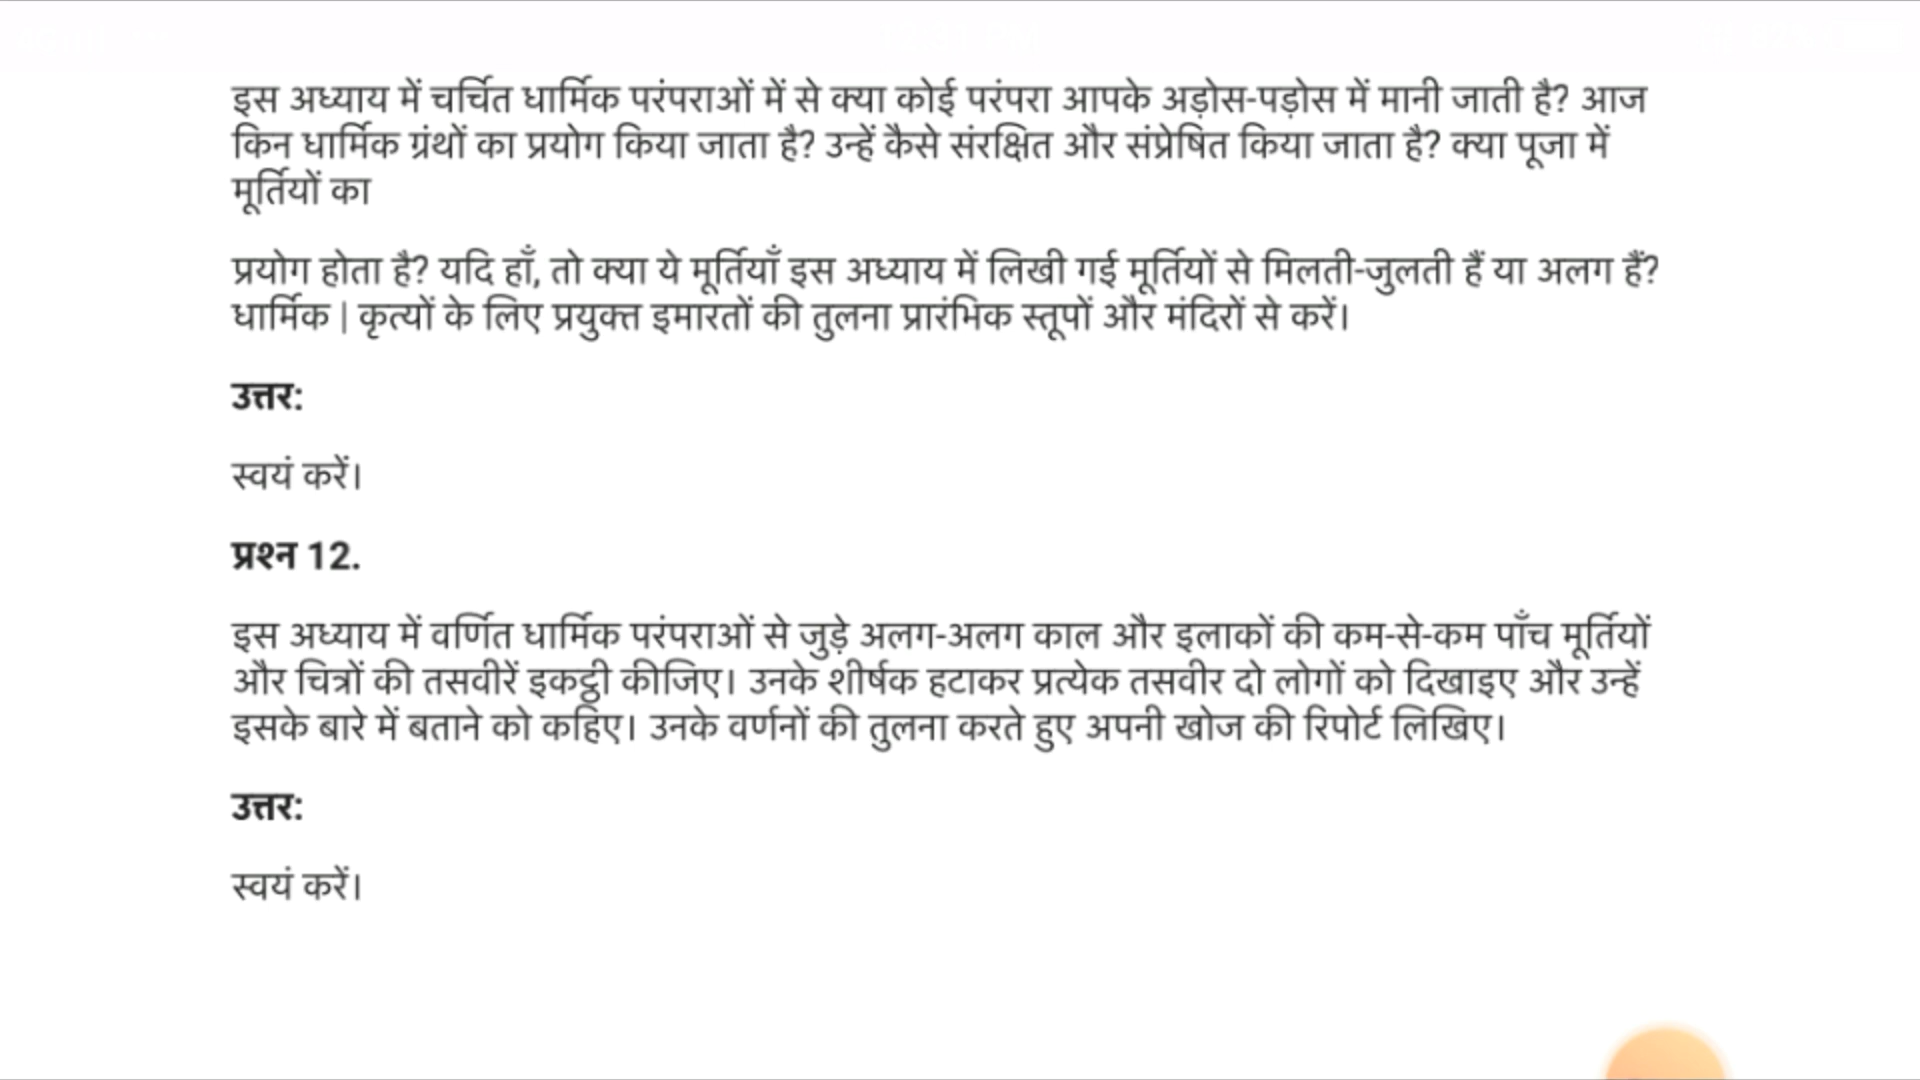 इस अध्याय में चर्चित धार्मिक परंपराओं में से क्या कोई परंपरा आपके अड़ोस-पड़ोस में मानी जाती है? आज
किन धार्मिक ग्रंथों का प्रयोग किया जाता है? उन्हें कैसे संरक्षित और संप्रेषित किया जाता है? क्या पूजा में
मूर्तियों का
प्रयोग होता है? यदि हाँ, तो क्या ये मूर्तियाँ इस अध्याय में लिखी गई मूर्तियों से मिलती-जुलती हैं या अलग हैं?
धार्मिक | कृत्यों के लिए प्रयुक्त इमारतों की तुलना प्रारंभिक स्तूपों और मंदिरों से करें।
उत्तर:
स्वयं करें।
प्रश्न 12.
इस अध्याय में वर्णित धार्मिक परंपराओं से जुड़े अलग-अलग काल और इलाकों की कम-से-कम पाँच मूर्तियों
और चित्रों की तसवीरें इकट्ठी कीजिए। उनके शीर्षक हटाकर प्रत्येक तसवीर दो लोगों को दिखाइए और उन्हें
इसके बारे में बताने को कहिए। उनके वर्णनों की तुलना करते हुए अपनी खोज की रिपोर्ट लिखिए।
उत्तर:
स्वयं करें।